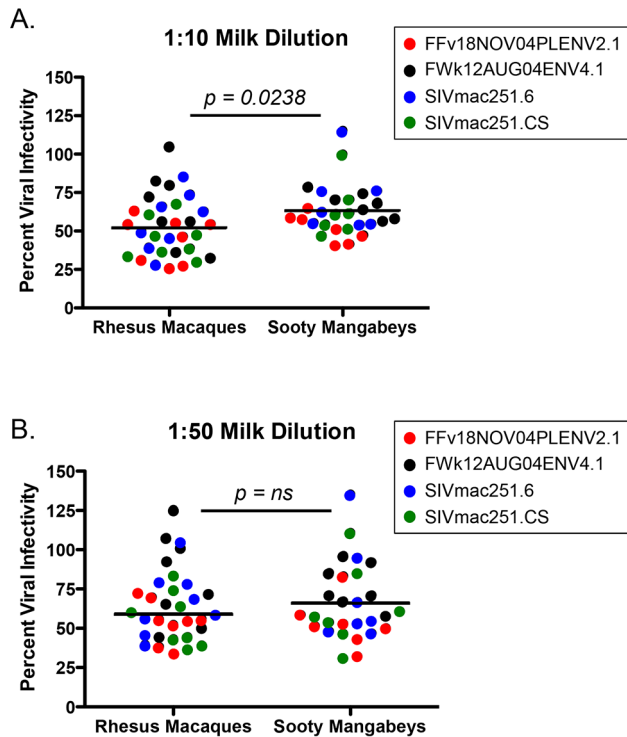 A.
1:10 Milk Dilution
FFv18NOV04PLENV2.1
FWk12AUG04ENV4.1
SIVmac251.6
SIVmac251.CS
p = 0.0238
Percent Viral Infectivity
150
125
100
75
50
25
0
Rhesus Macaques Sooty Mangabeys
B.
1:50 Milk Dilution
FFv18NOV04PLENV2.1
FWk12AUG04ENV4.1
SIVmac251.6
SIVmac251.CS
p = ns
Percent Viral Infectivity
150
125
100
75
50
25
0
Rhesus Macaques Sooty Mangabeys